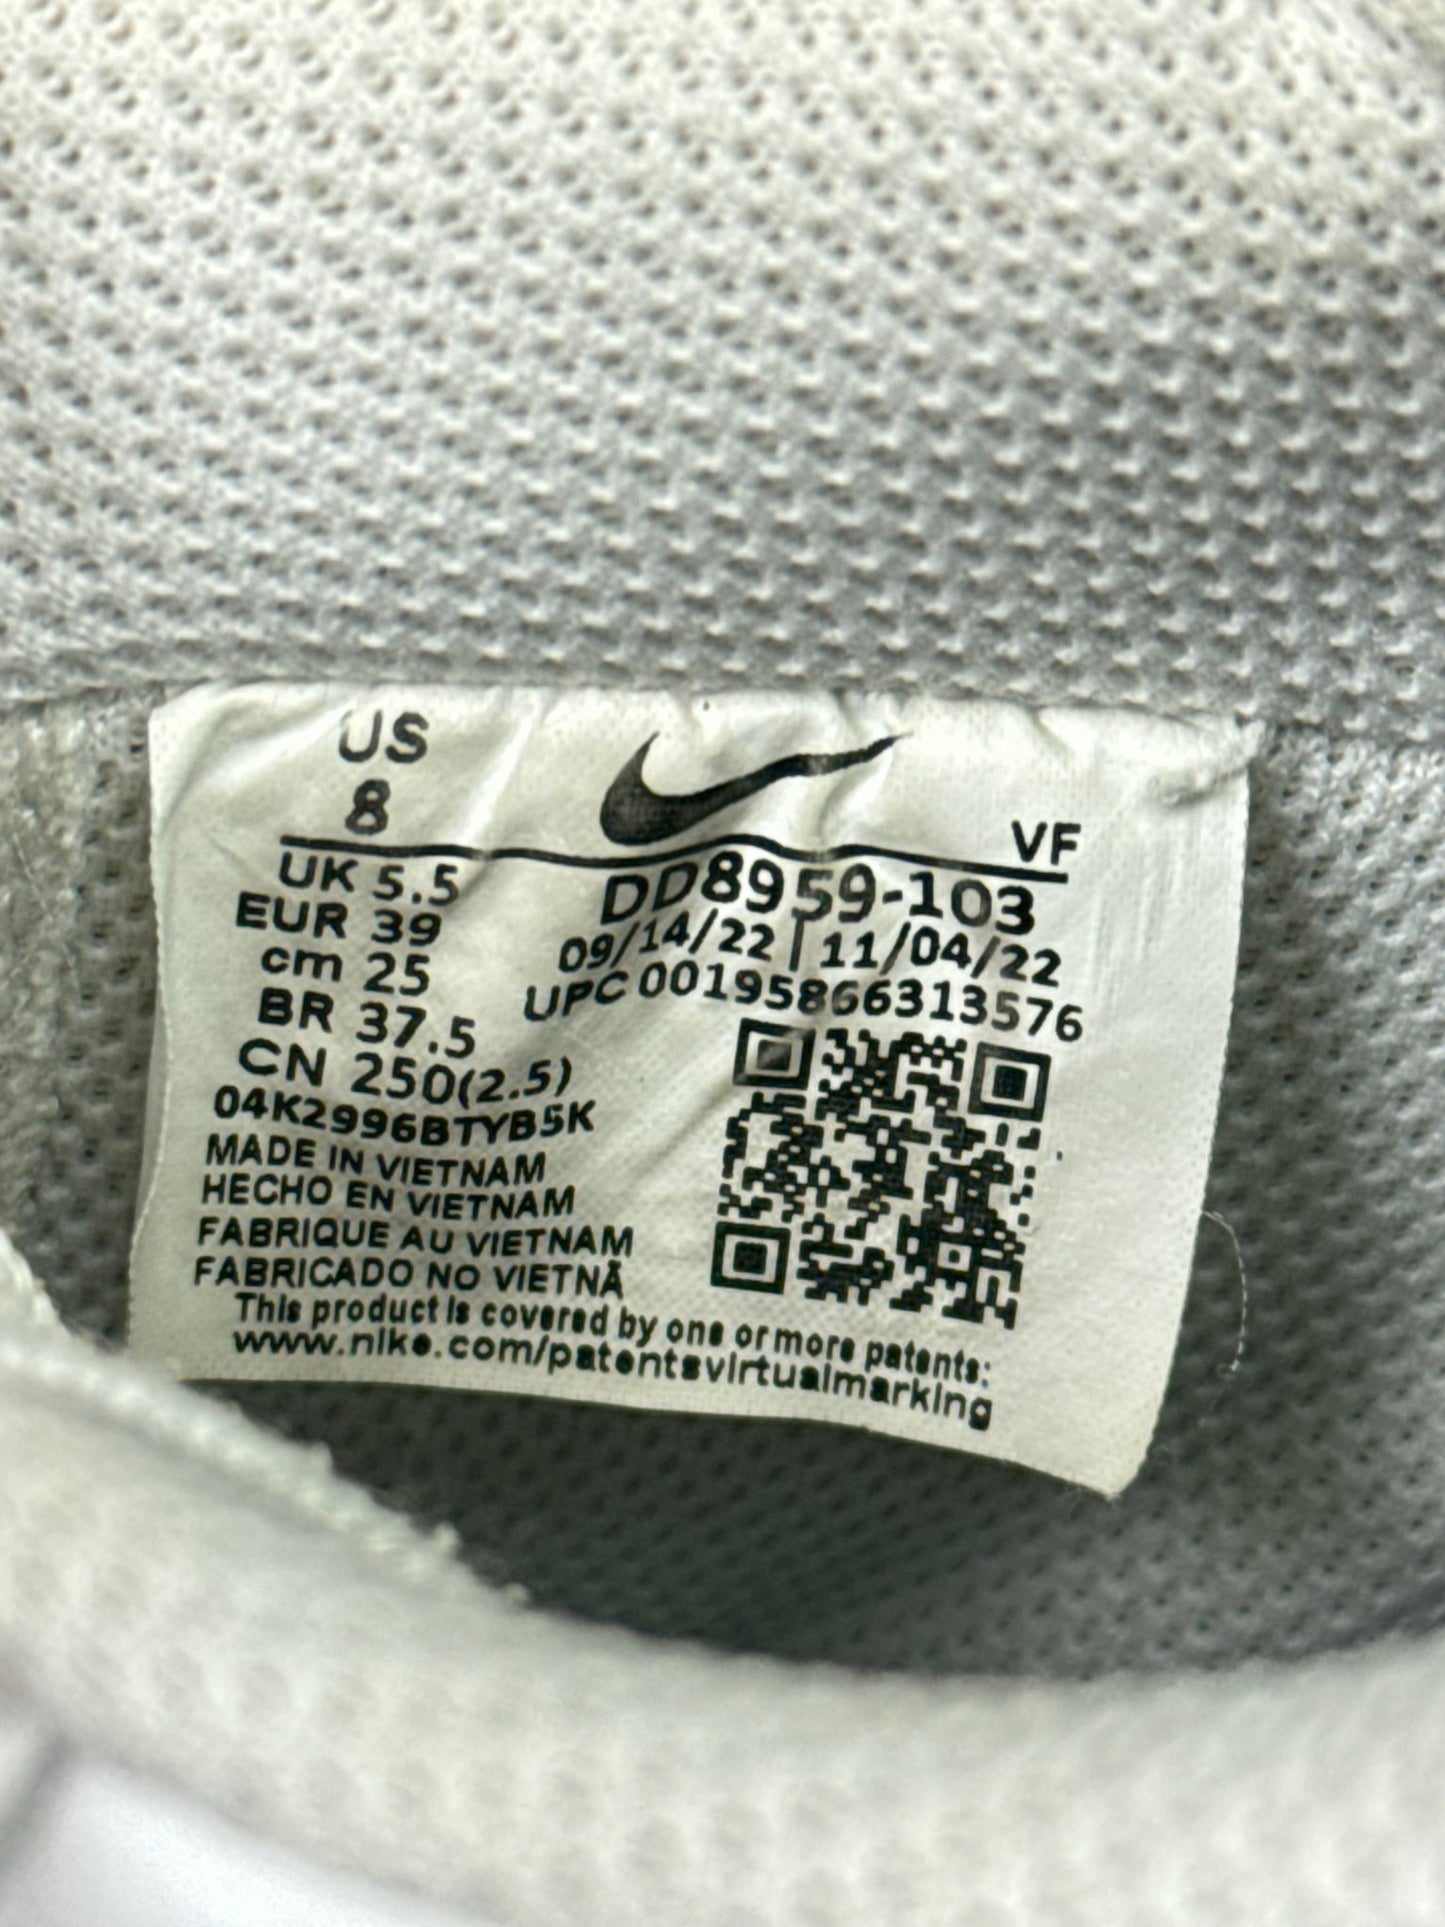 US
8
VF
UK 5.5
EUR 39
cm 25
BR 37.5
CN 250(2.5)
04K2996BTYB5K
DD8959-103
09/14/22 | 11/04/22
UPC 00195866313576
MADE IN VIETNAM
HECHO EN VIETNAM
FABRIQUE AU VIETNAM
FABRICADO NO VIETNÃ
This product is covered by one or more patents:
www.nike.com/patentsvirtualmarking